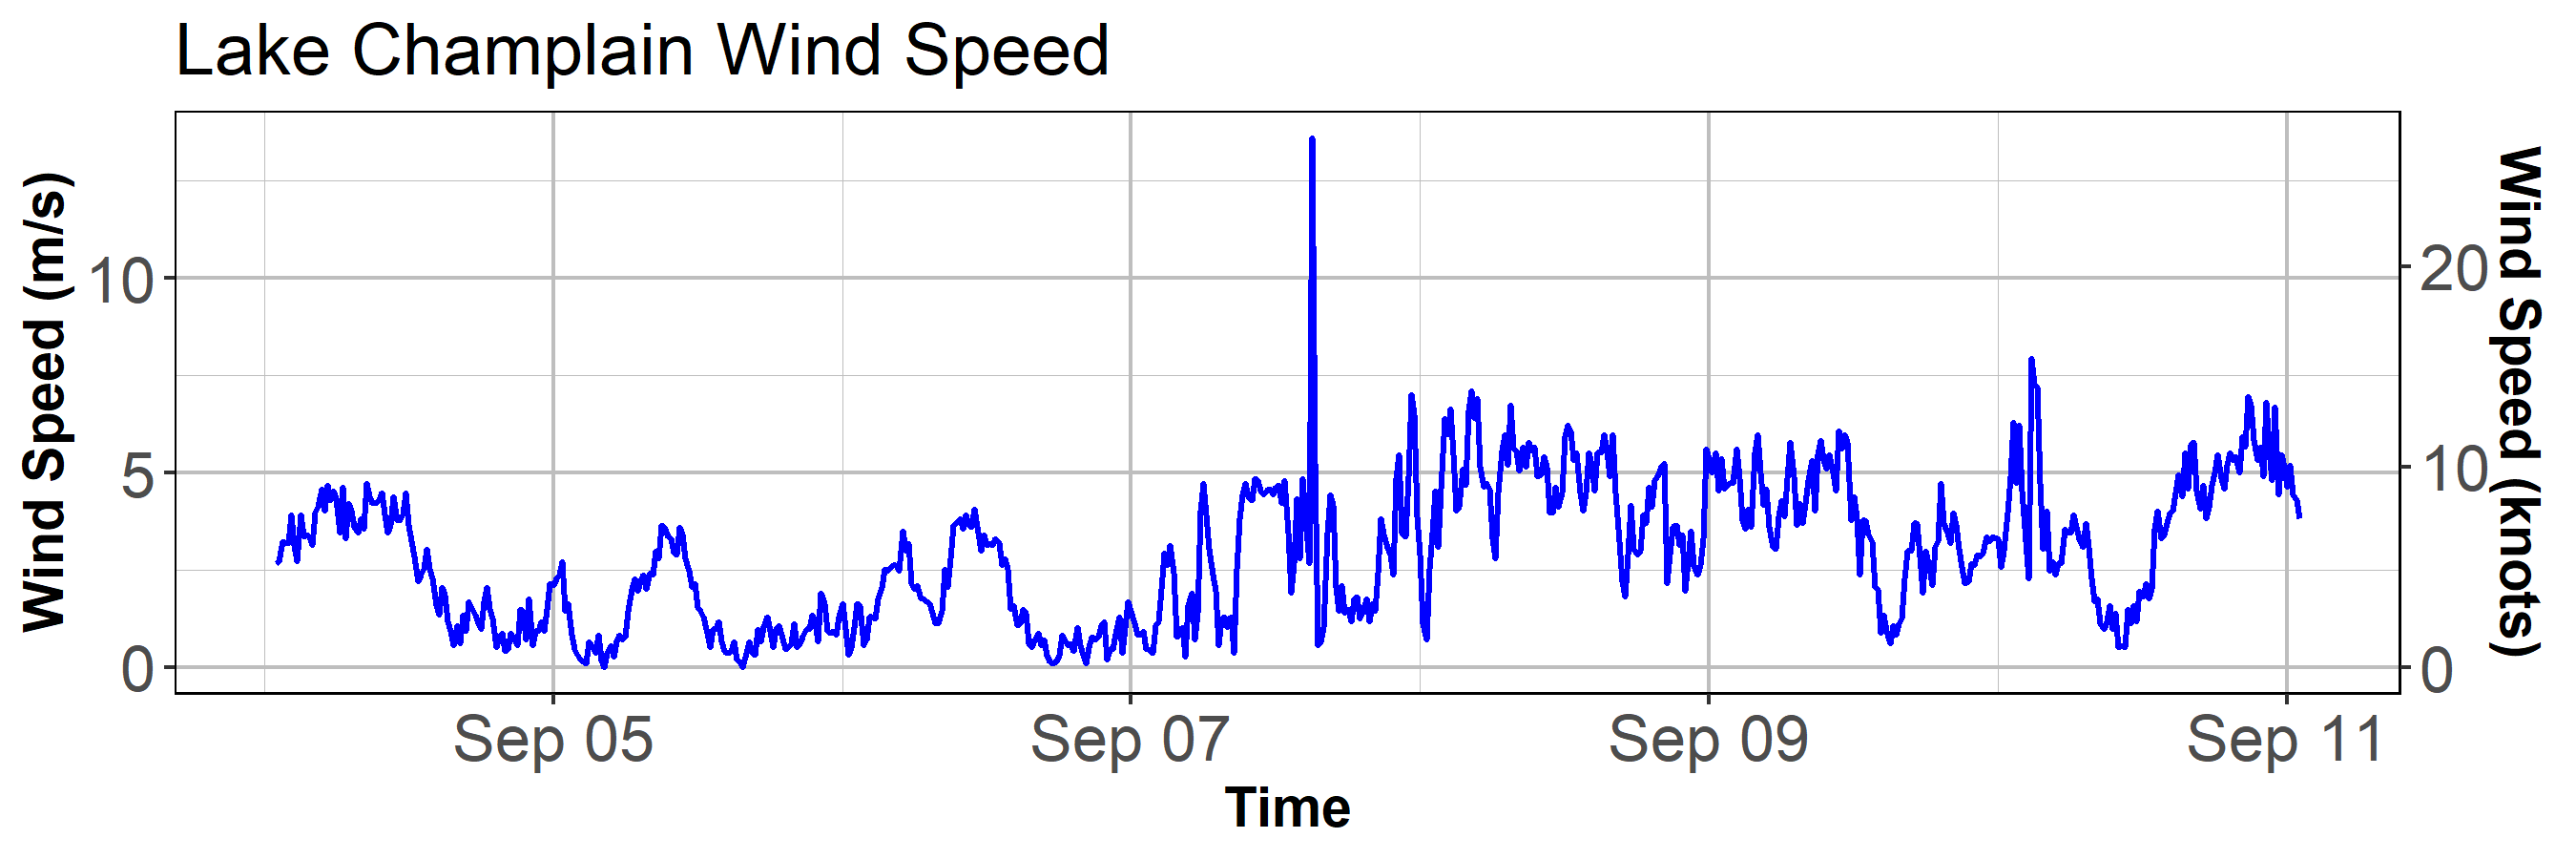 Lake Champlain Wind Speed
Wind Speed (m/s)
10
5
0
20
10
0
Wind Speed (knots)
Sep 05
Sep 07
Sep 09
Sep 11
Time